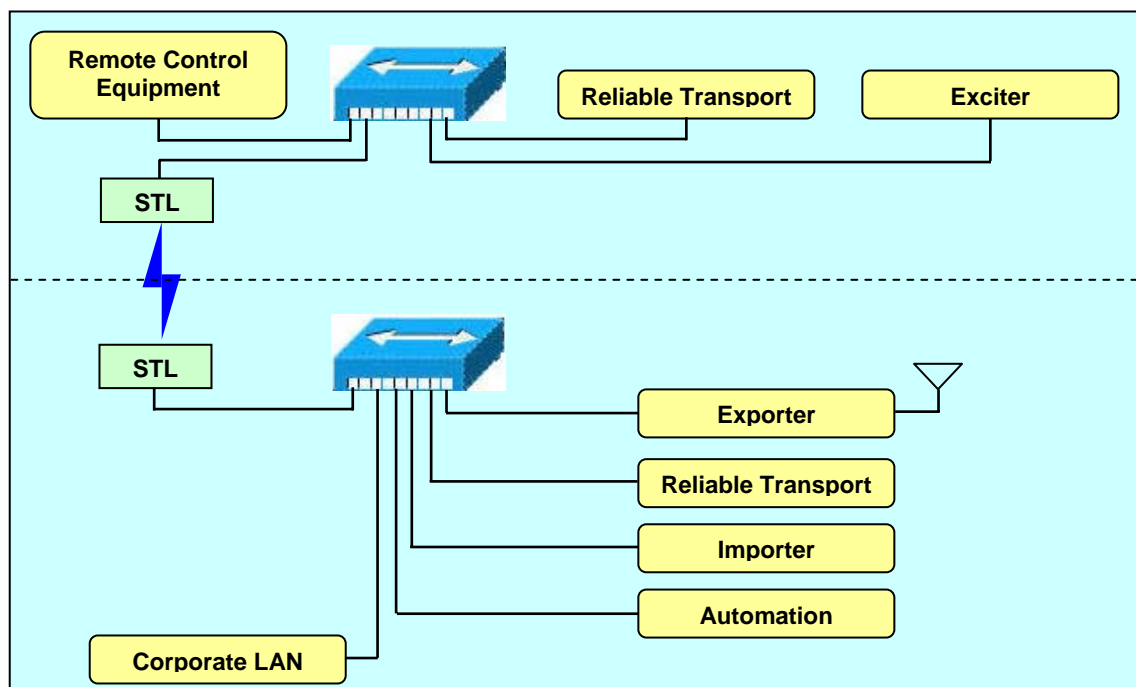 Remote Control
Equipment
Reliable Transport
Exciter
STL
STL
Exporter
Reliable Transport
Importer
Automation
Corporate LAN